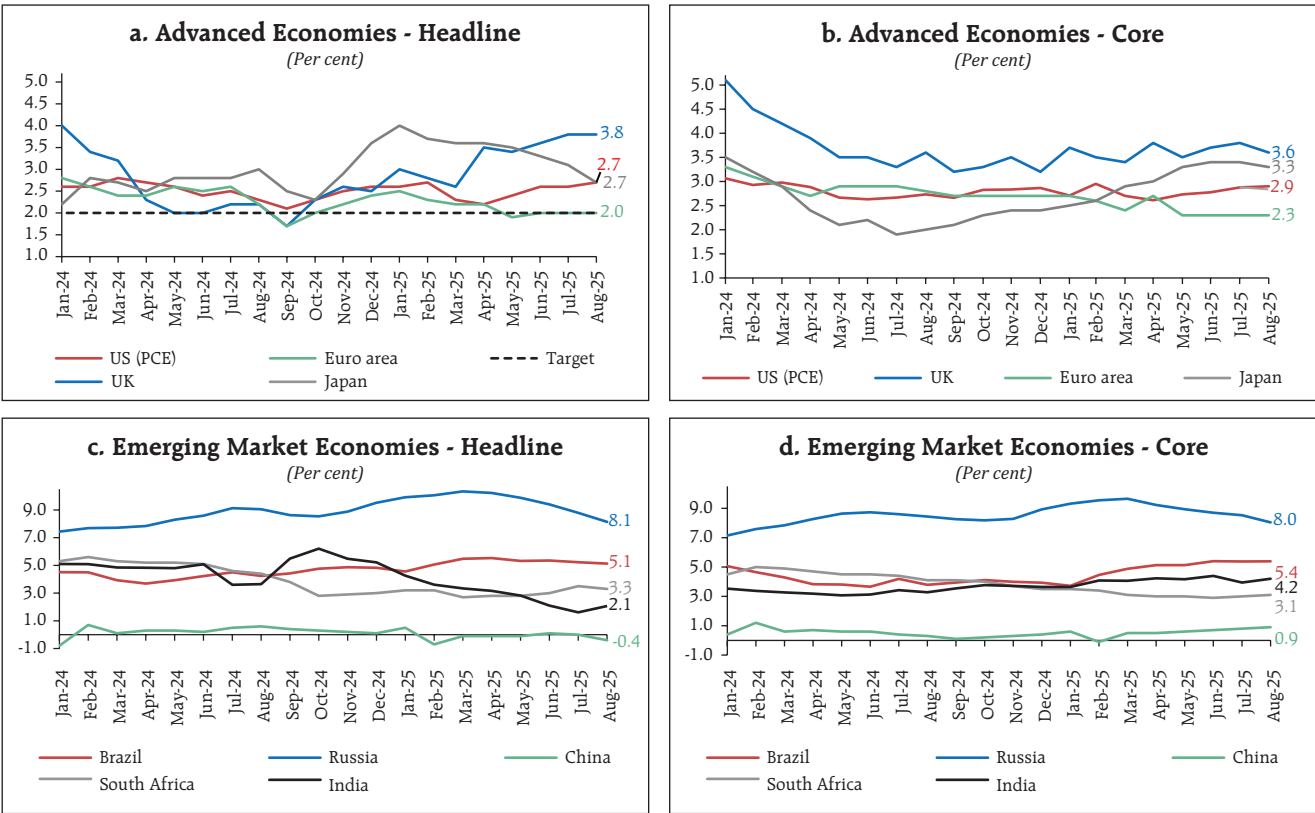 a. Advanced Economies - Headline
(Per cent)
5.0
4.5
4.0
3.5
3.0
2.5
2.0
1.5
1.0
3.8
2.7
2.7
2.0
Jan-24
Feb-24
Mar-24
Apr-24
May-24
Jun-24
Jul-24
Aug-24
Sep-24
Oct-24
Nov-24
Dec-24
Jan-25
Feb-25
Mar-25
Apr-25
May-25
Jun-25
Jul-25
Aug-25
US (PCE) Euro area Target
UK Japan
b. Advanced Economies - Core
(Per cent)
5.0
4.5
4.0
3.5
3.0
2.5
2.0
1.5
1.0
3.6
3.3
2.9
2.3
Jan-24
Feb-24
Mar-24
Apr-24
May-24
Jun-24
Jul-24
Aug-24
Sep-24
Oct-24
Nov-24
Dec-24
Jan-25
Feb-25
Mar-25
Apr-25
May-25
Jun-25
Jul-25
Aug-25
US (PCE) UK Euro area Japan
c. Emerging Market Economies - Headline
(Per cent)
9.0
7.0
5.0
3.0
1.0
-1.0
8.1
5.1
3.3
2.1
-0.4
Jan-24
Feb-24
Mar-24
Apr-24
May-24
Jun-24
Jul-24
Aug-24
Sep-24
Oct-24
Nov-24
Dec-24
Jan-25
Feb-25
Mar-25
Apr-25
May-25
Jun-25
Jul-25
Aug-25
Brazil Russia China
South Africa India
d. Emerging Market Economies - Core
(Per cent)
9.0
7.0
5.0
3.0
1.0
-1.0
8.0
5.4
4.2
3.1
0.9
Jan-24
Feb-24
Mar-24
Apr-24
May-24
Jun-24
Jul-24
Aug-24
Sep-24
Oct-24
Nov-24
Dec-24
Jan-25
Feb-25
Mar-25
Apr-25
May-25
Jun-25
Jul-25
Aug-25
Brazil Russia China
South Africa India